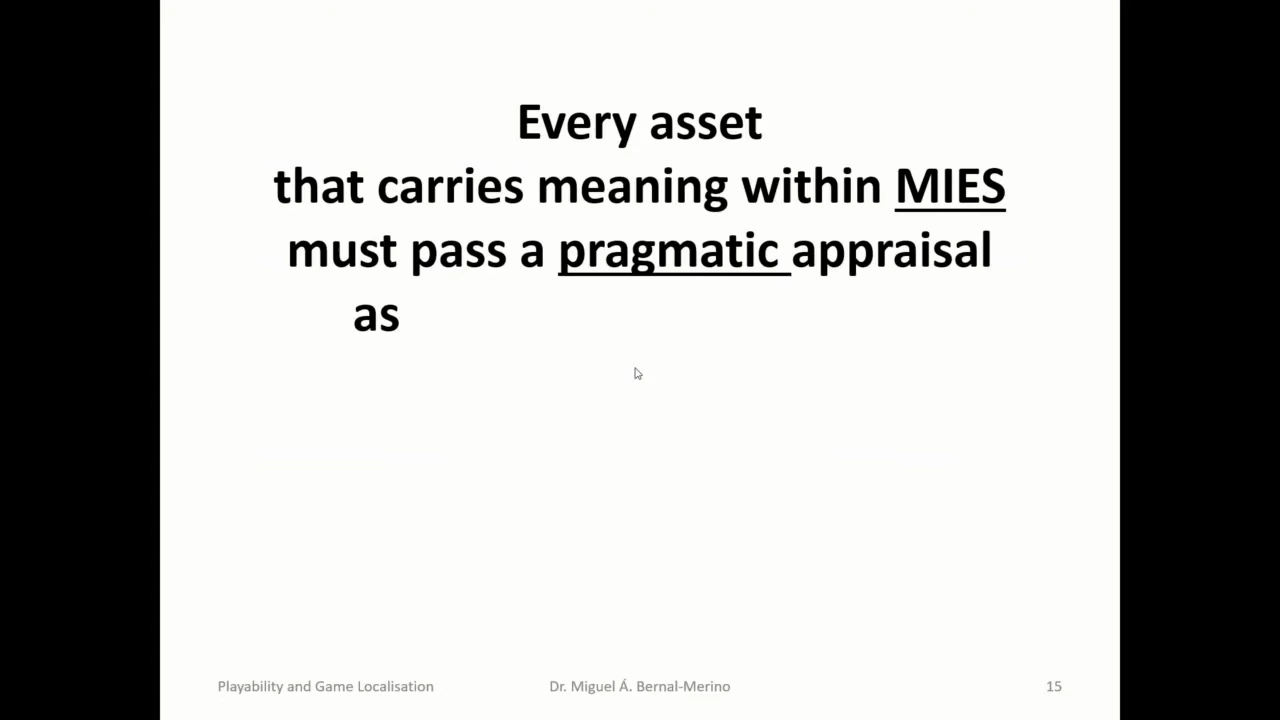 Every asset
that carries meaning within MIES
must pass a pragmatic appraisal
as
Playability and Game Localisation
Dr. Miguel Á. Bernal-Merino
15